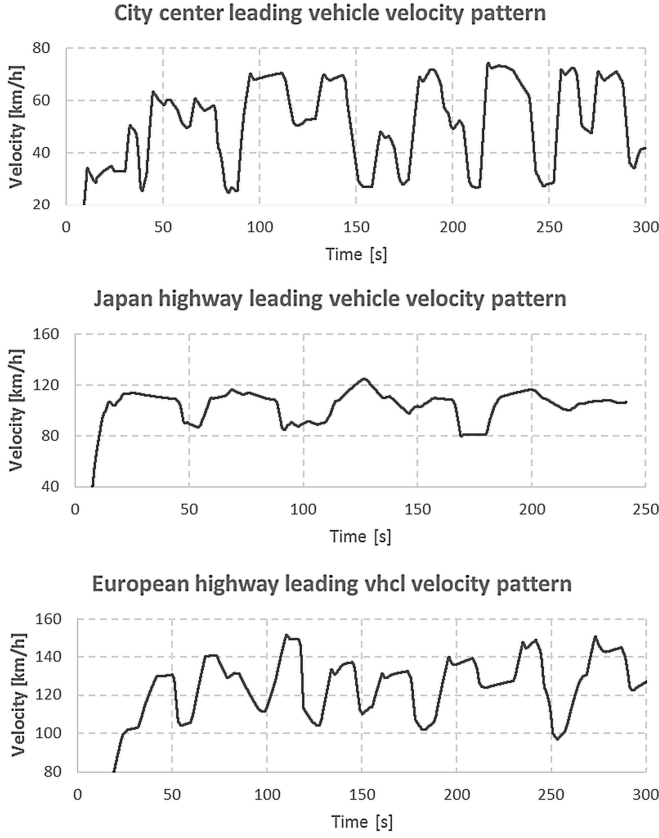 City center leading vehicle velocity pattern
80
60
40
20
Velocity [km/h]
0 50 100 150 200 250 300
Time [s]
Japan highway leading vehicle velocity pattern
160
120
80
40
Velocity [km/h]
0 50 100 150 200 250
Time [s]
European highway leading vhcl velocity pattern
160
140
120
100
80
Velocity [km/h]
0 50 100 150 200 250 300
Time [s]